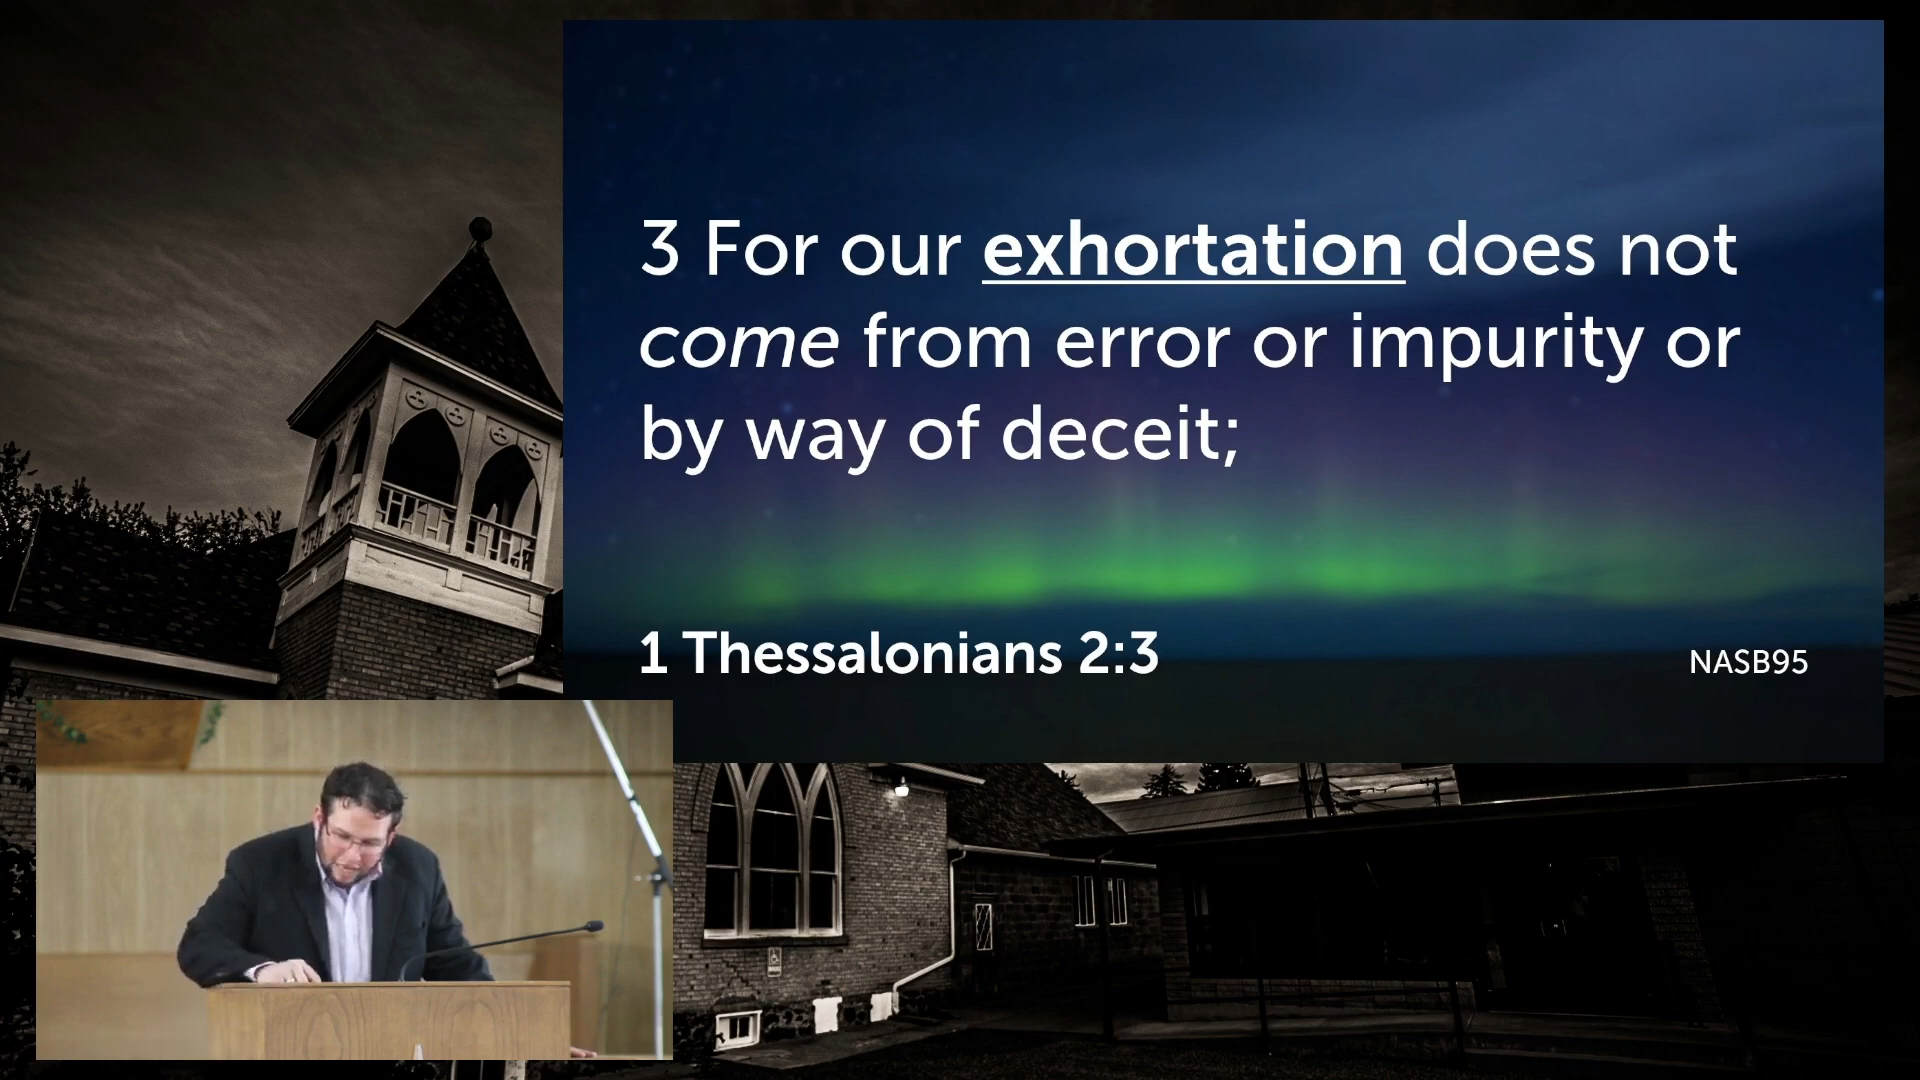 3 For our exhortation does not
come from error or impurity or
by way of deceit;
1 Thessalonians 2:3
NASB95